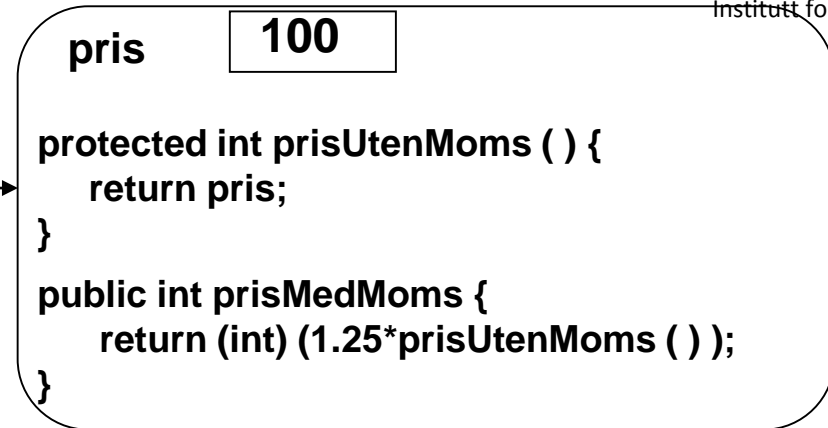 Institutt fo
pris 100
protected int prisUtenMoms ( ) {
return pris;
}
public int prisMedMoms {
return (int) (1.25*prisUtenMoms ( ) );
}